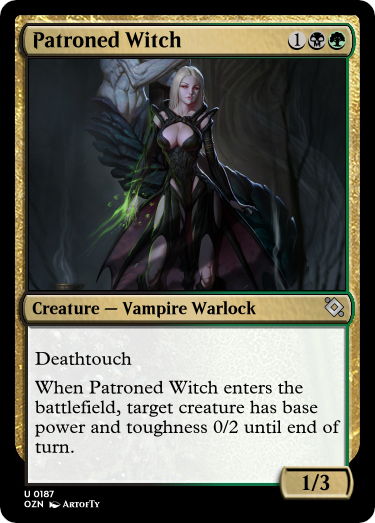 Patroned Witch 1
Creature — Vampire Warlock
Deathtouch
When Patroned Witch enters the
battlefield, target creature has base
power and toughness 0/2 until end of
turn.
1/3
U 0187
OZN ArtofTy